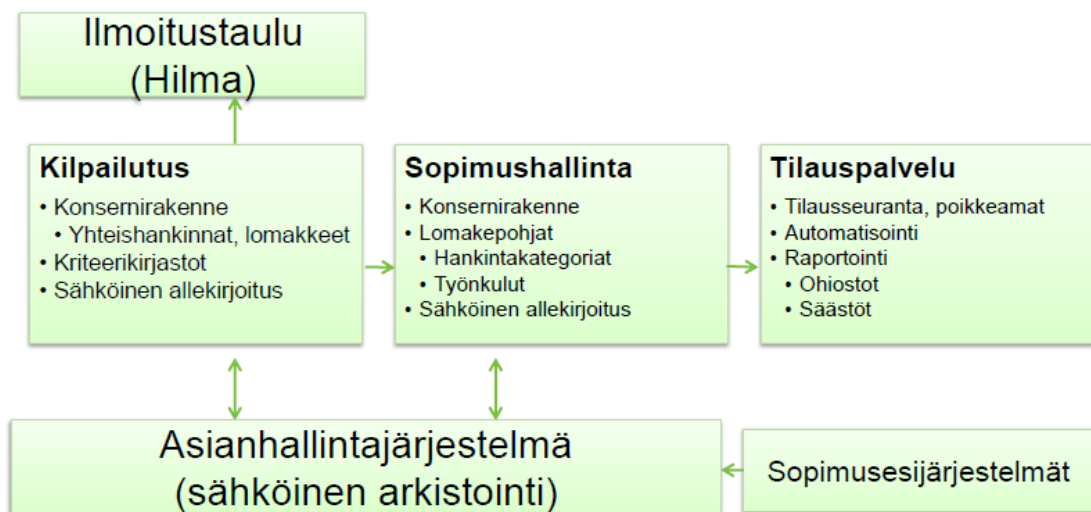 Ilmoitustaulu
(Hilma)
Kilpailutus
• Konsernirakenne
• Yhteishankinnat, lomakkeet
• Kriteerikirjastot
• Sähköinen allekirjoitus
Sopimushallinta
• Konsernirakenne
• Lomakepohjat
• Hankintakategoriat
• Työnkulut
• Sähköinen allekirjoitus
Tilauspalvelu
• Tilausseuranta, poikkeamat
• Automatisointi
• Raportointi
• Ohiostot
• Säästöt
Asianhallintajärjestelmä
(sähköinen arkistointi)
Sopimusesijärjestelmät